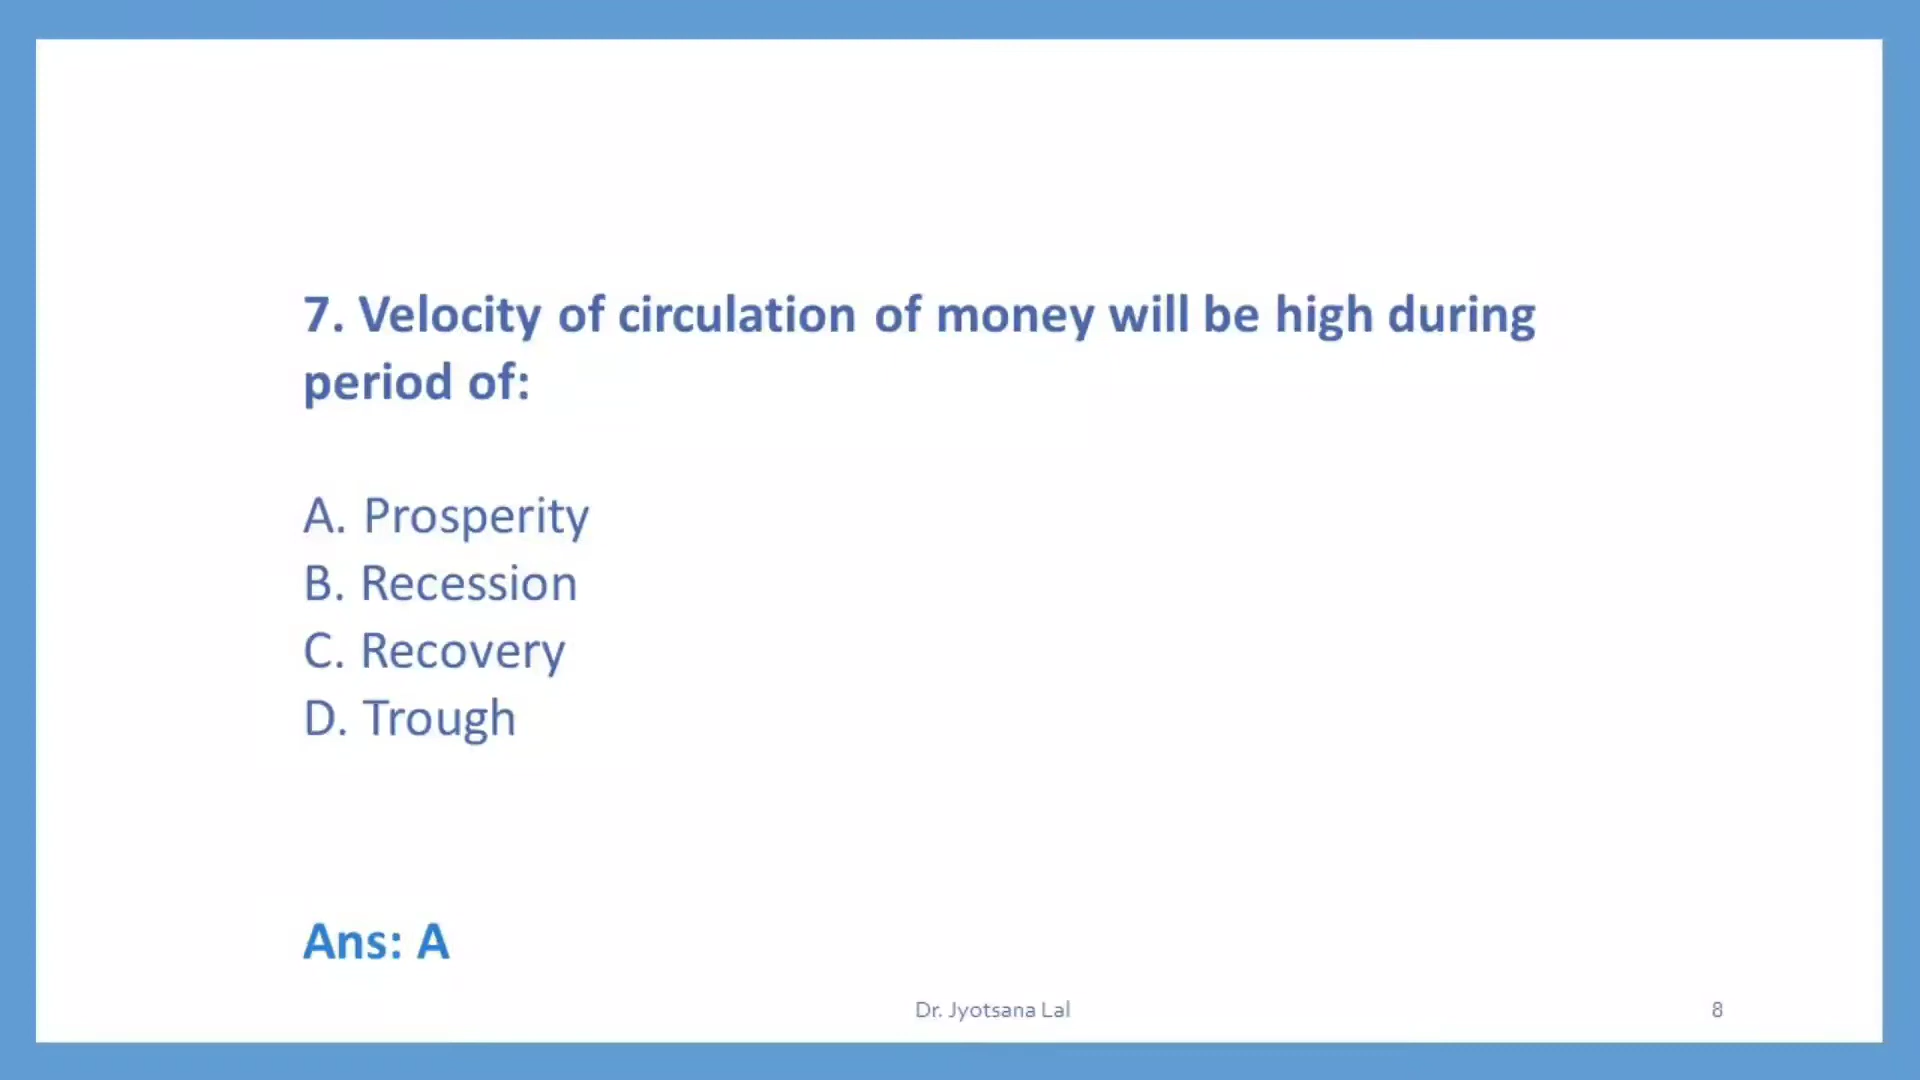 7. Velocity of circulation of money will be high during
period of:
A. Prosperity
B. Recession
C. Recovery
D. Trough
Ans: A
Dr. Jyotsana Lal
8